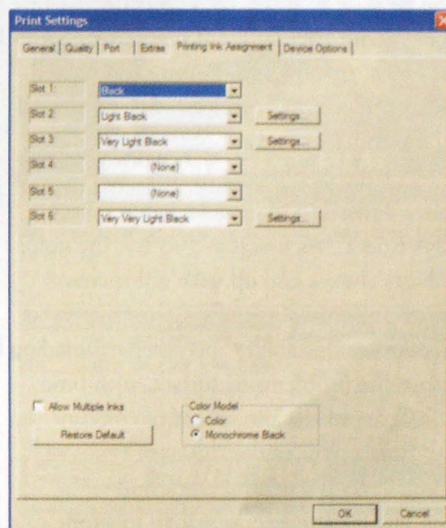 Print Settings
General Quality Port Extras Printing Ink Assignment Device Options
Slot 1: Black
Slot 2: Light Black Settings...
Slot 3: Very Light Black Settings...
Slot 4: (None)
Slot 5: (None)
Slot 6: Very Very Light Black Settings...
Allow Multiple Inks
Restore Default
Color Model
Color
Monochrome Black
OK Cancel